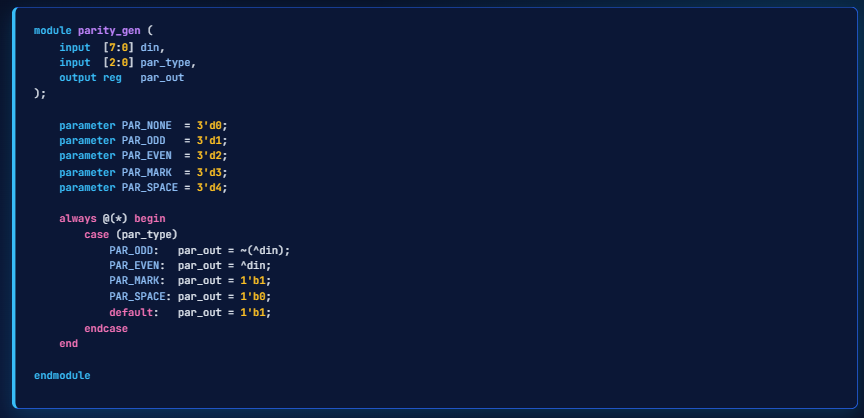 module parity_gen (
    input  [7:0] din,
    input  [2:0] par_type,
    output reg   par_out
);
    parameter PAR_NONE  = 3'd0;
    parameter PAR_ODD   = 3'd1;
    parameter PAR_EVEN  = 3'd2;
    parameter PAR_MARK  = 3'd3;
    parameter PAR_SPACE = 3'd4;
    always @(*) begin
        case (par_type)
            PAR_ODD:   par_out = ~(^din);
            PAR_EVEN:  par_out = ^din;
            PAR_MARK:  par_out = 1'b1;
            PAR_SPACE: par_out = 1'b0;
            default:   par_out = 1'b1;
        endcase
    end
endmodule